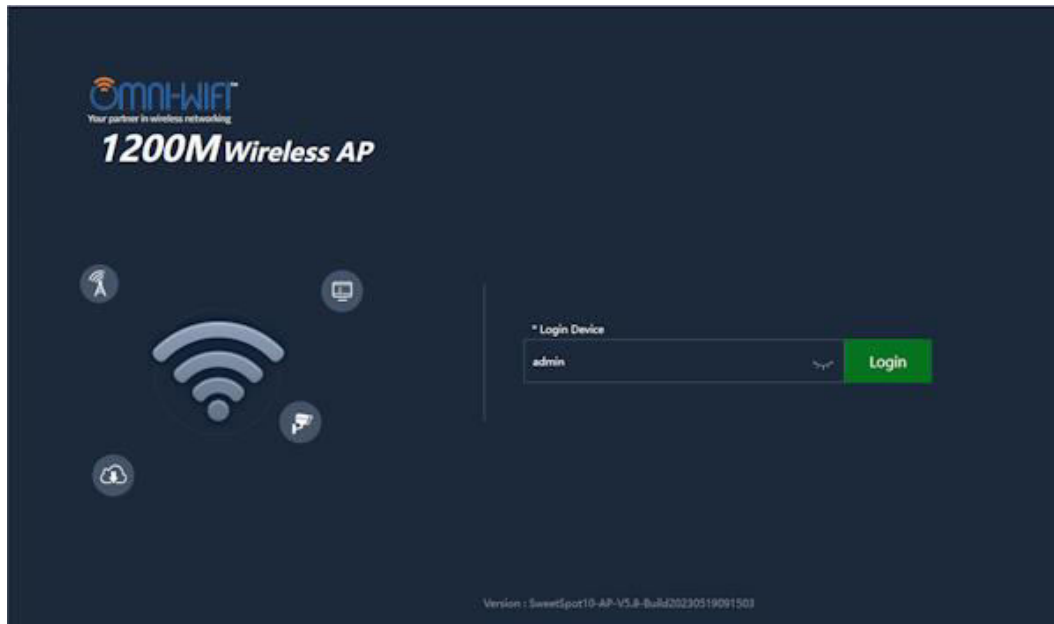 OMNI-WIFI™
Your partner in wireless networking
1200M Wireless AP
* Login Device
admin
Login
Version : SweetSpot10-AP-V5.8-Build20230519091503